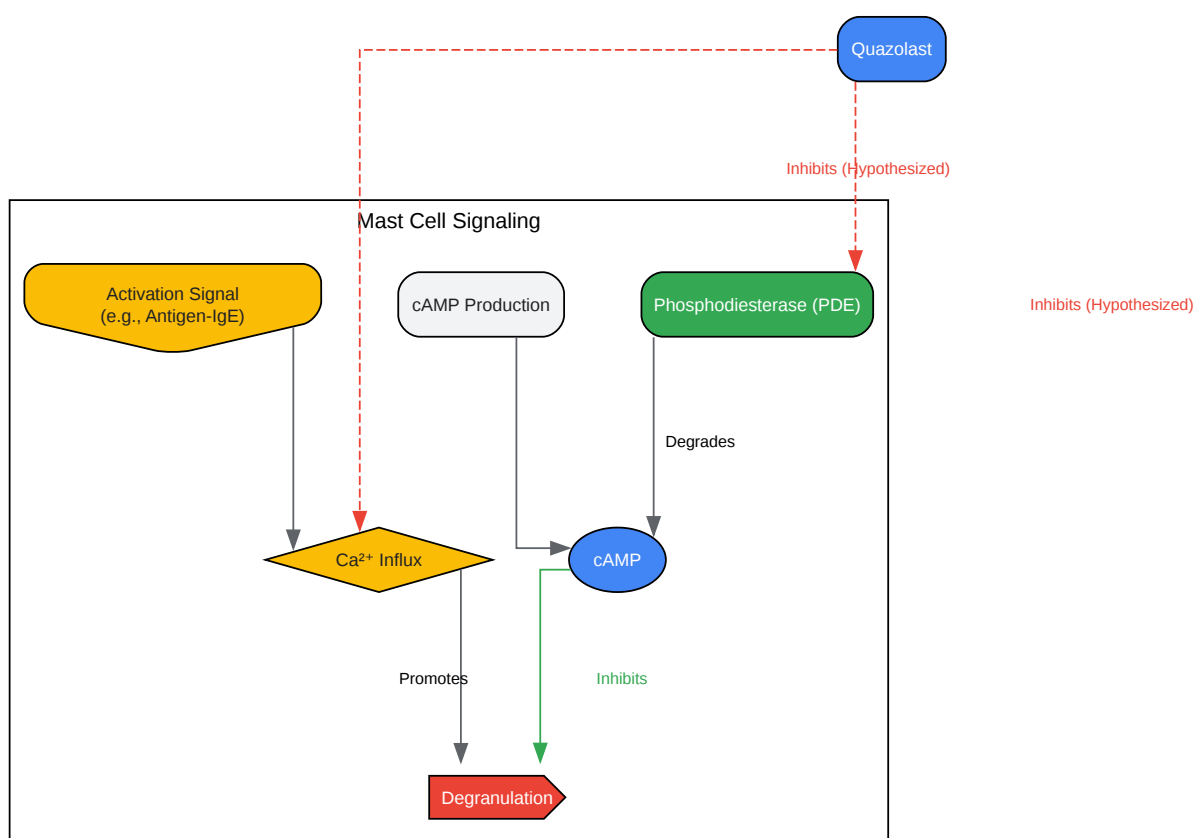 Quazolast
Inhibits (Hypothesized)
Mast Cell Signaling
Activation Signal
(e.g., Antigen-IgE)
cAMP Production
Phosphodiesterase (PDE)
Inhibits (Hypothesized)
Degrades
Ca²⁺ Influx
cAMP
Promotes
Inhibits
Degranulation